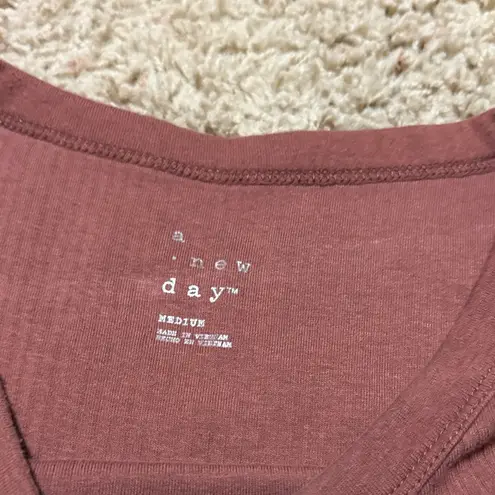 a
. new
day™
MEDIUM
MADE IN VIETNAM
HECHO EN VIETNAM